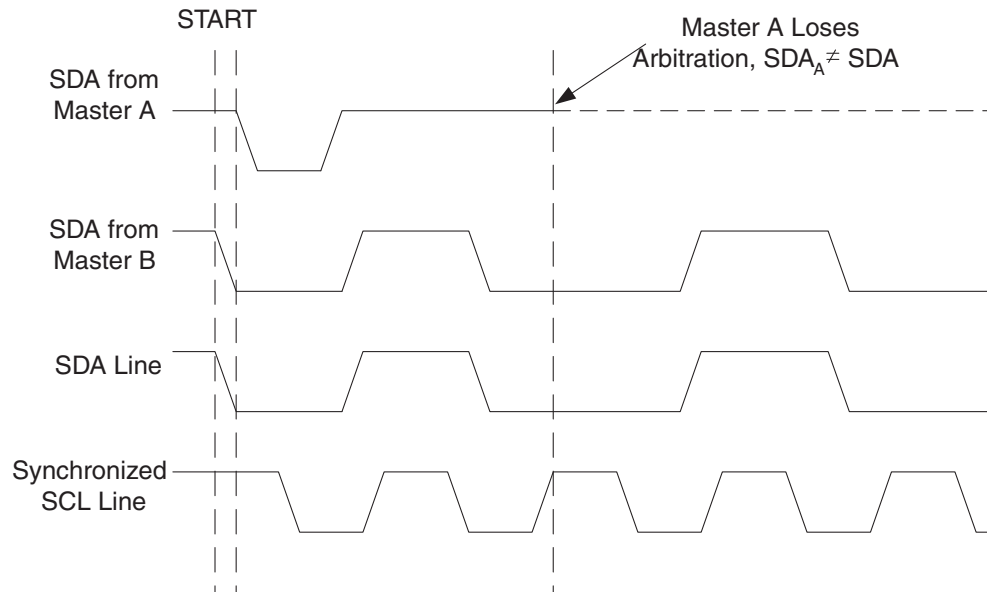 START
Master A Loses
Arbitration, SDA_A ≠ SDA
SDA from
Master A
SDA from
Master B
SDA Line
Synchronized
SCL Line